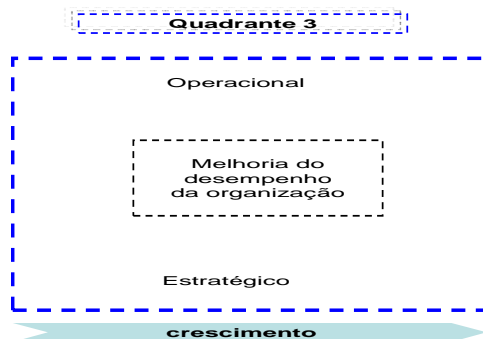 Quadrante 3
Operacional
Melhoria do
desempenho
da organização
Estratégico
crescimento